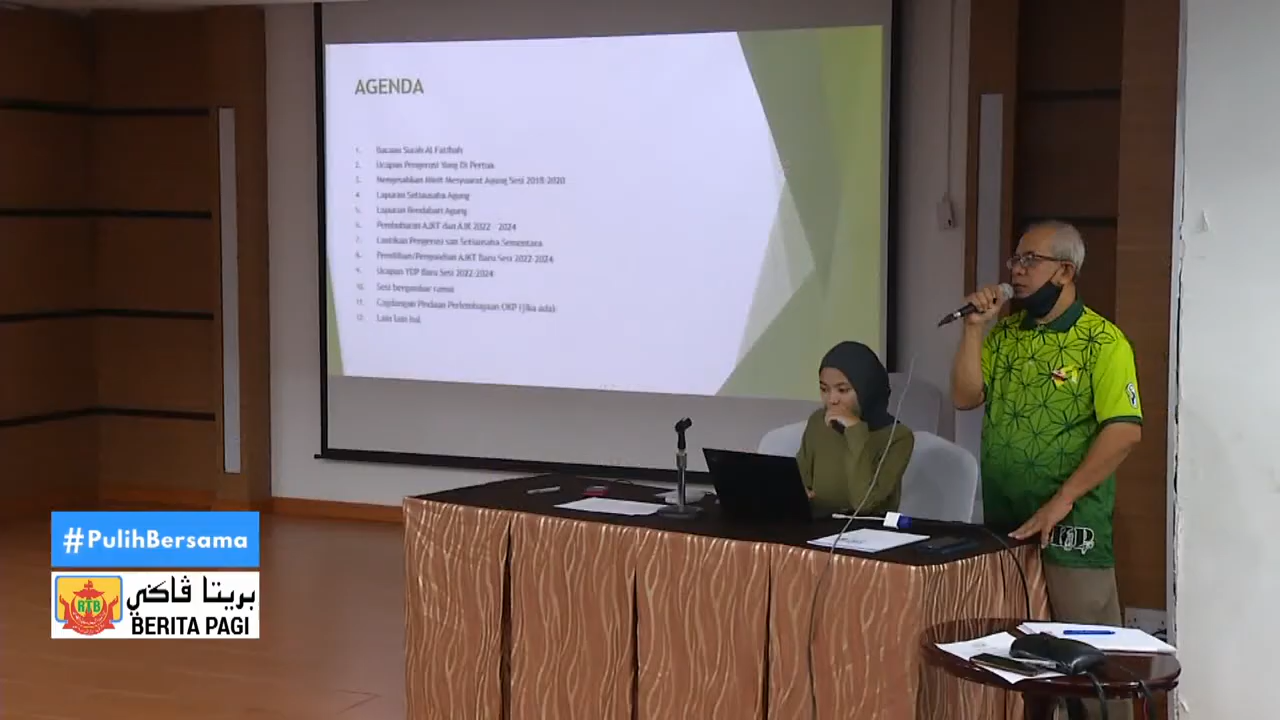 AGENDA
1. Bacaan Surah Al Fatihah
2. Ucapan Pengerusi Yang Di Pertua
3. Mengesahkan Minit Mesyuarat Agung Sesi 2018-2020
4. Laporan Setiausaha Agung
5. Laporan Bendahari Agung
6. Pembubaran AJKT dan AJK 2022 - 2024
7. Lantikan Pengerusi dan Setiausaha Sementara
8. Pemilihan/Pengundian AJKT Baru Sesi 2022-2024
9. Ucapan YDP Baru Sesi 2022-2024
10. Sesi bergambar ramai
11. Cadangan Pindaan Perlembagaan OKP (jika ada)
12. Lain lain hal
#PulihBersama
RTB
بريتا ڤاݢي
BERITA PAGI